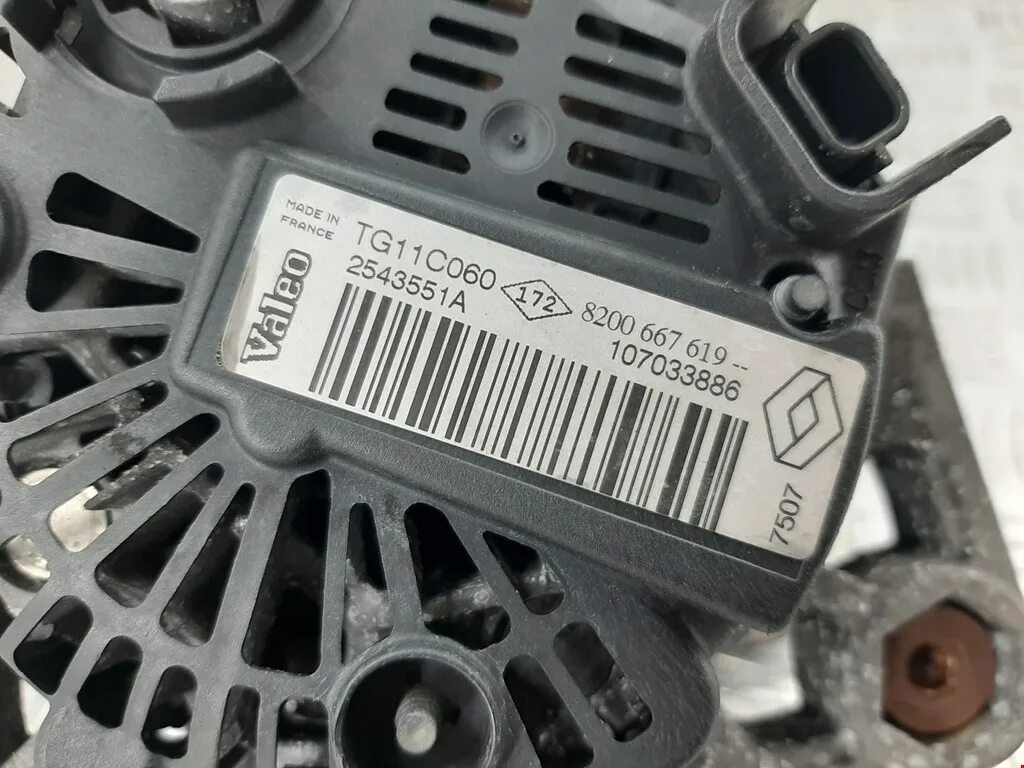 MADE IN
FRANCE
Valeo
TG11C060
2543551A
172
8200 667 619 --
107033886
7507